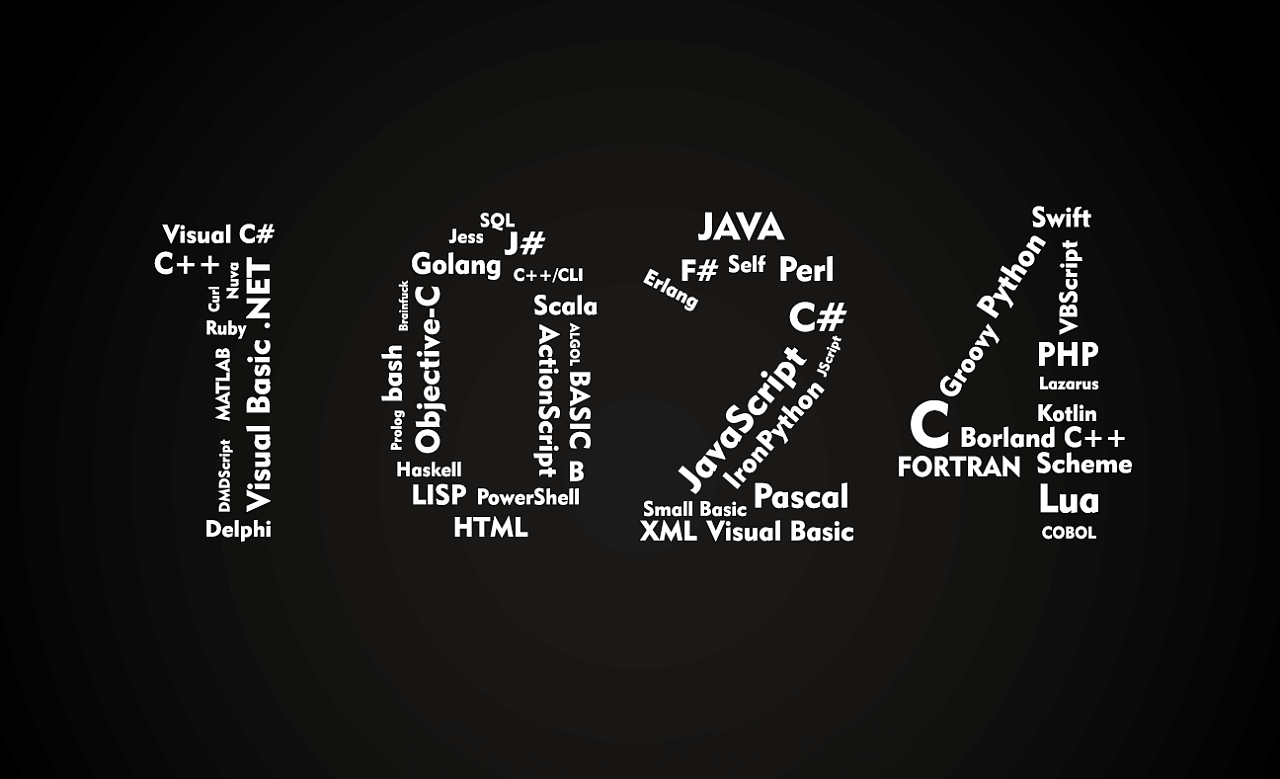 Visual C#
C++
Nuva
Curl
.NET
Ruby
MATLAB
Visual Basic
DMDScript
Delphi
SQL
Jess
J#
Golang
C++/CLI
Brainfuck
Objective-C
Scala
bash
Prolog
ActionScript
ALGOL
BASIC
B
Haskell
LISP
PowerShell
HTML
JAVA
Erlang
F#
Self
Perl
C#
JScript
JavaScript
IronPython
Small Basic
Pascal
XML
Visual Basic
Swift
Python
VBScript
Groovy
PHP
Lazarus
C
Kotlin
Borland C++
FORTRAN
Scheme
Lua
COBOL